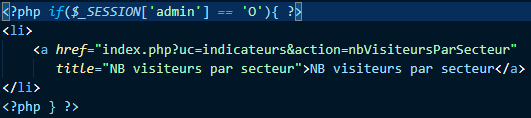 <?php if($_SESSION['admin'] == 'O'){ ?>
<li>
<a href="index.php?uc=indicateurs&action=nbVisiteursParSecteur"
title="NB visiteurs par secteur">NB visiteurs par secteur</a>
</li>
<?php } ?>